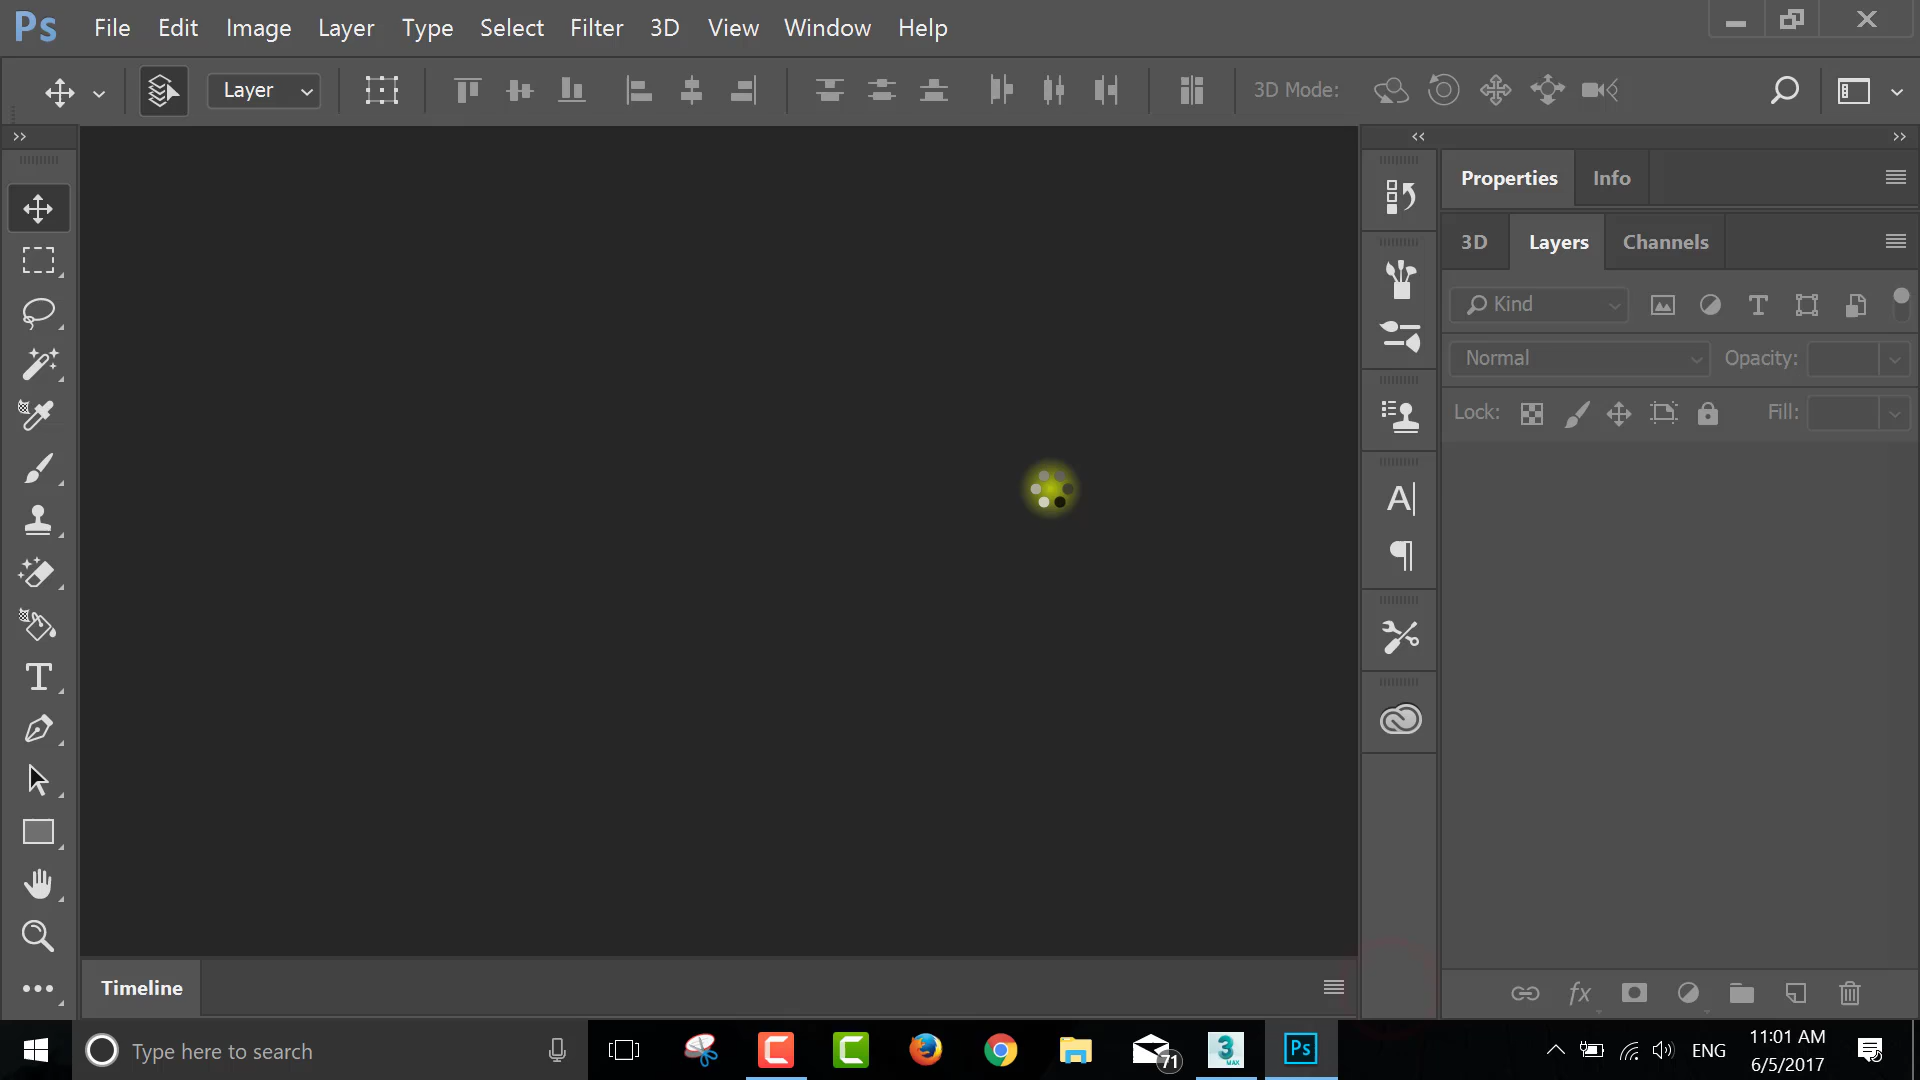 Ps File Edit Image Layer Type Select Filter 3D View Window Help
Layer 3D Mode:
Properties Info
3D Layers Channels
Kind
Normal Opacity:
Lock: Fill:
Timeline
Type here to search 71 MAX Ps ENG 11:01 AM
6/5/2017